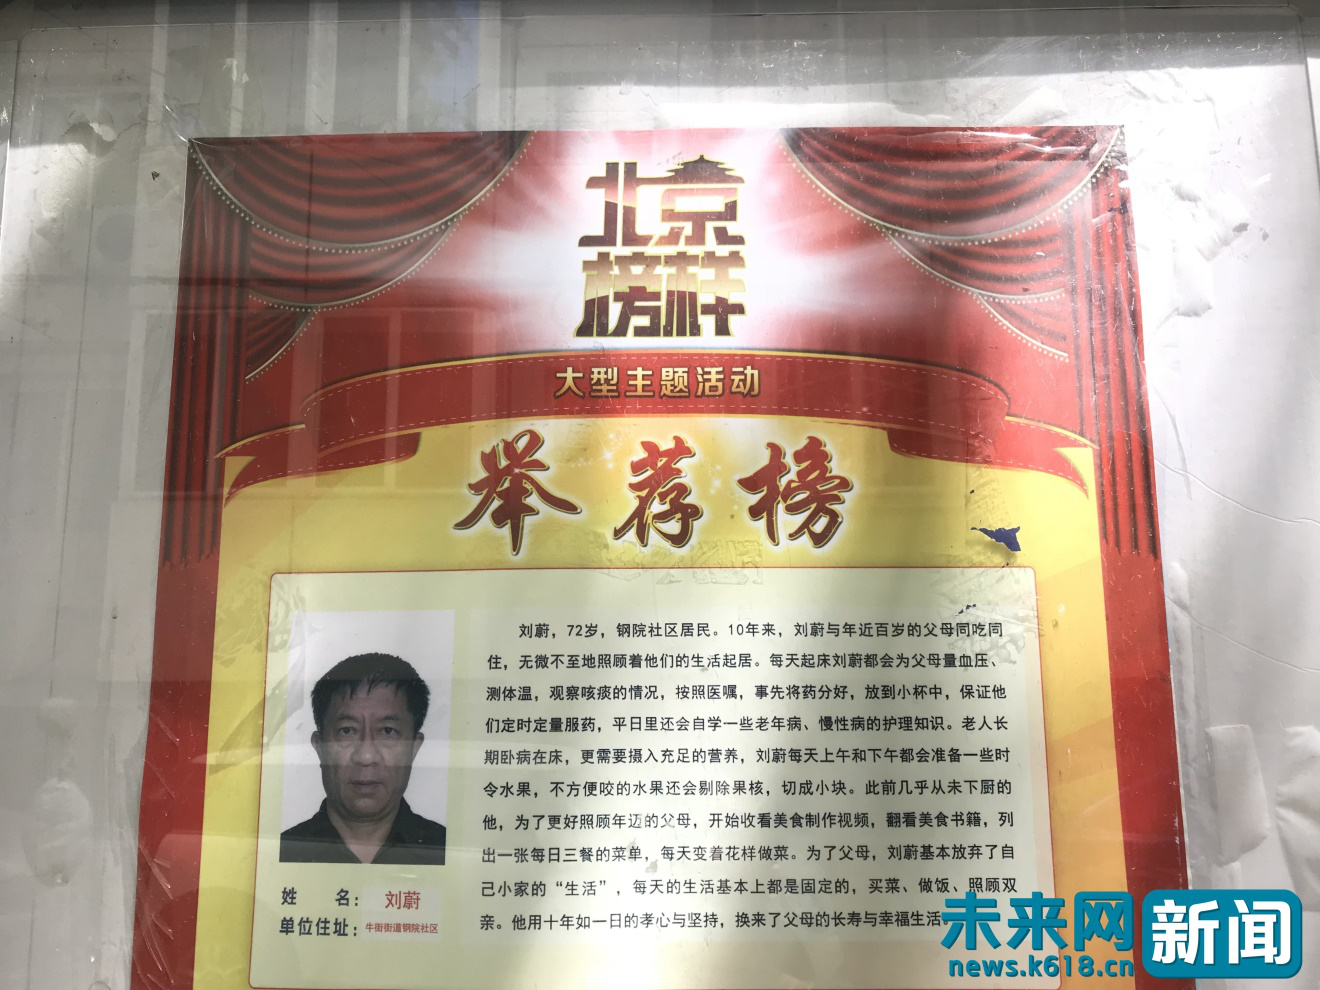 北京
榜样
大型主题活动
举荐榜
刘蔚，72岁，钢院社区居民。10年来，刘蔚与年近百岁的父母同吃同
住，无微不至地照顾着他们的生活起居。每天起床刘蔚都会为父母量血压、
测体温，观察咳痰的情况，按照医嘱，事先将药分好，放到小杯中，保证他
们定时定量服药，平日里还会自学一些老年病、慢性病的护理知识。老人长
期卧病在床，更需要摄入充足的营养，刘蔚每天上午和下午都会准备一些时
令水果，不方便咬的水果还会剔除果核，切成小块。此前几乎从未下厨的
他，为了更好照顾年迈的父母，开始收看美食制作视频，翻看美食书籍，列
出一张每日三餐的菜单，每天变着花样做菜。为了父母，刘蔚基本放弃了自
己小家的“生活”，每天的生活基本上都是固定的，买菜、做饭、照顾双
亲。他用十年如一日的孝心与坚持，换来了父母的长寿与幸福生活。
姓 名：刘蔚
单位住址：牛街街道钢院社区
未来网 新闻
news.k618.cn